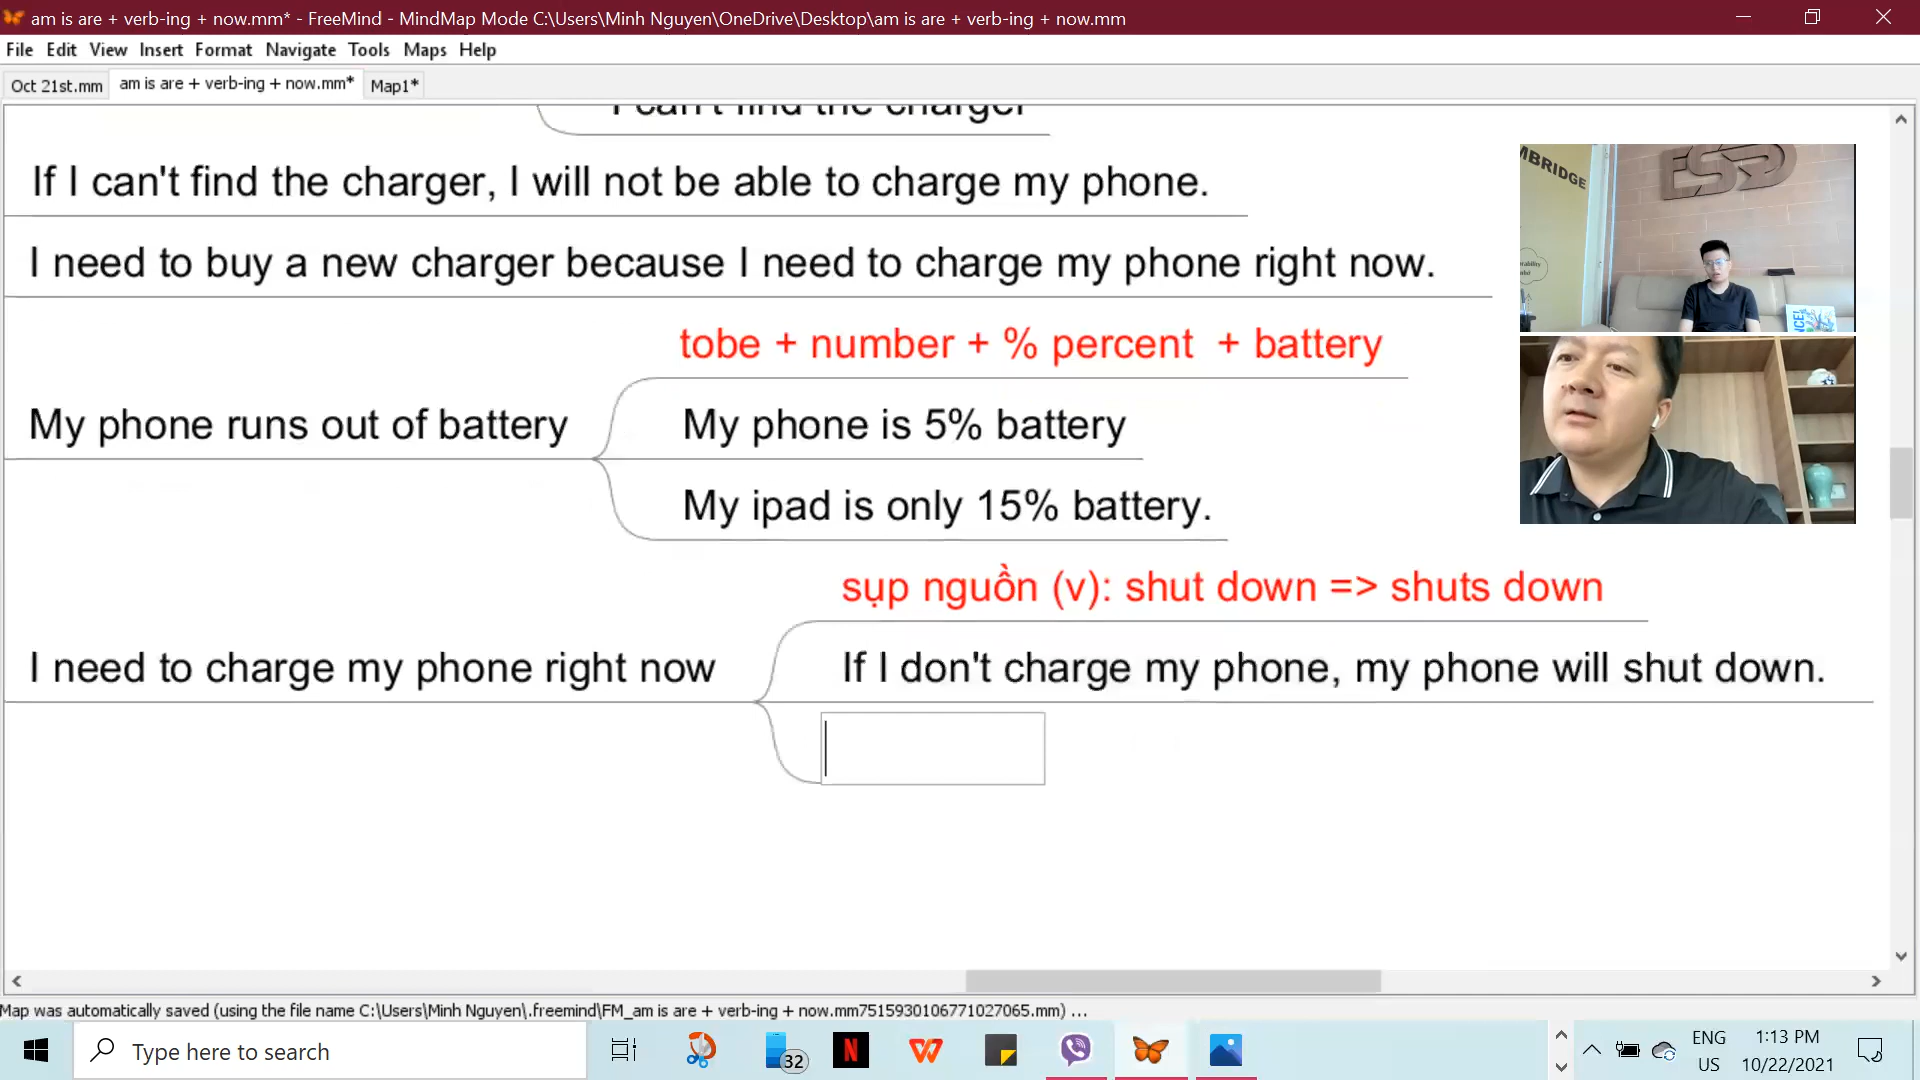 am is are + verb-ing + now.mm* - FreeMind - MindMap Mode C:\Users\Minh Nguyen\OneDrive\Desktop\am is are + verb-ing + now.mm
File Edit View Insert Format Navigate Tools Maps Help
Oct 21st.mm am is are + verb-ing + now.mm* Map1*
I can't find the charger
If I can't find the charger, I will not be able to charge my phone.
MBRIDGE
ESP
I need to buy a new charger because I need to charge my phone right now.
tobe + number + % percent + battery
My phone runs out of battery
My phone is 5% battery
My ipad is only 15% battery.
sụp nguồn (v): shut down => shuts down
I need to charge my phone right now
If I don't charge my phone, my phone will shut down.
Map was automatically saved (using the file name C:\Users\Minh Nguyen\.freemind\FM_am is are + verb-ing + now.mm7515930106771027065.mm) ...
Type here to search
32
ENG
US
1:13 PM
10/22/2021